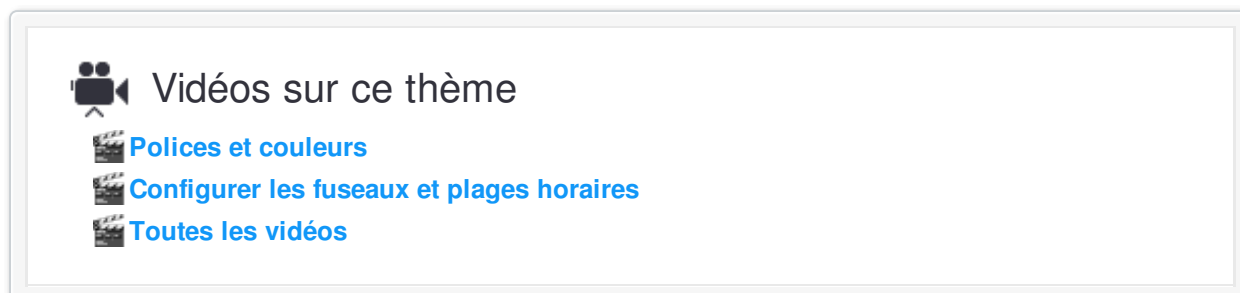 Vidéos sur ce thème
Polices et couleurs
Configurer les fuseaux et plages horaires
Toutes les vidéos